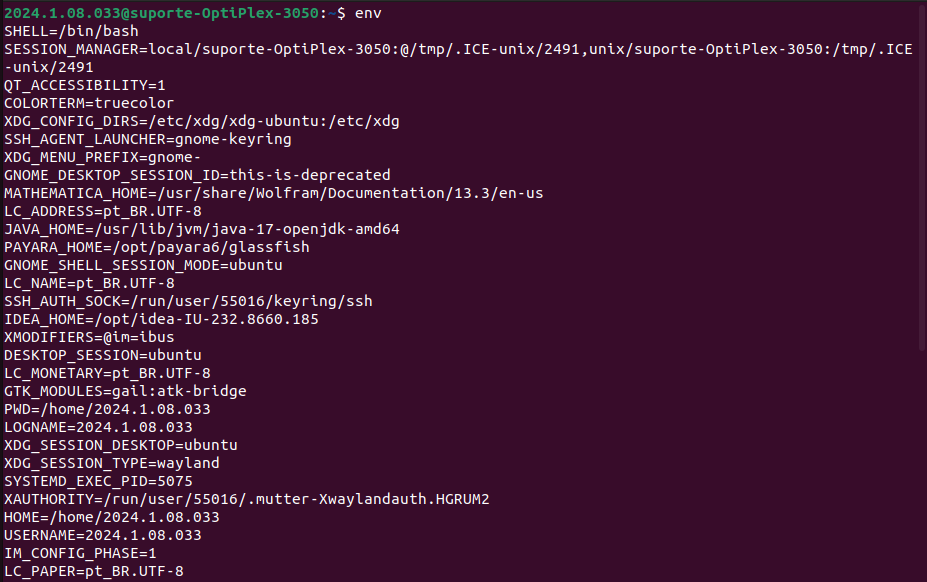 2024.1.08.033@suporte-OptiPlex-3050:~$ env
SHELL=/bin/bash
SESSION_MANAGER=local/suporte-OptiPlex-3050:@/tmp/.ICE-unix/2491,unix/suporte-OptiPlex-3050:/tmp/.ICE
-unix/2491
QT_ACCESSIBILITY=1
COLORTERM=truecolor
XDG_CONFIG_DIRS=/etc/xdg/xdg-ubuntu:/etc/xdg
SSH_AGENT_LAUNCHER=gnome-keyring
XDG_MENU_PREFIX=gnome-
GNOME_DESKTOP_SESSION_ID=this-is-deprecated
MATHEMATICA_HOME=/usr/share/Wolfram/Documentation/13.3/en-us
LC_ADDRESS=pt_BR.UTF-8
JAVA_HOME=/usr/lib/jvm/java-17-openjdk-amd64
PAYARA_HOME=/opt/payara6/glassfish
GNOME_SHELL_SESSION_MODE=ubuntu
LC_NAME=pt_BR.UTF-8
SSH_AUTH_SOCK=/run/user/55016/keyring/ssh
IDEA_HOME=/opt/idea-IU-232.8660.185
XMODIFIERS=@im=ibus
DESKTOP_SESSION=ubuntu
LC_MONETARY=pt_BR.UTF-8
GTK_MODULES=gail:atk-bridge
PWD=/home/2024.1.08.033
LOGNAME=2024.1.08.033
XDG_SESSION_DESKTOP=ubuntu
XDG_SESSION_TYPE=wayland
SYSTEMD_EXEC_PID=5075
XAUTHORITY=/run/user/55016/.mutter-Xwaylandauth.HGRUM2
HOME=/home/2024.1.08.033
USERNAME=2024.1.08.033
IM_CONFIG_PHASE=1
LC_PAPER=pt_BR.UTF-8